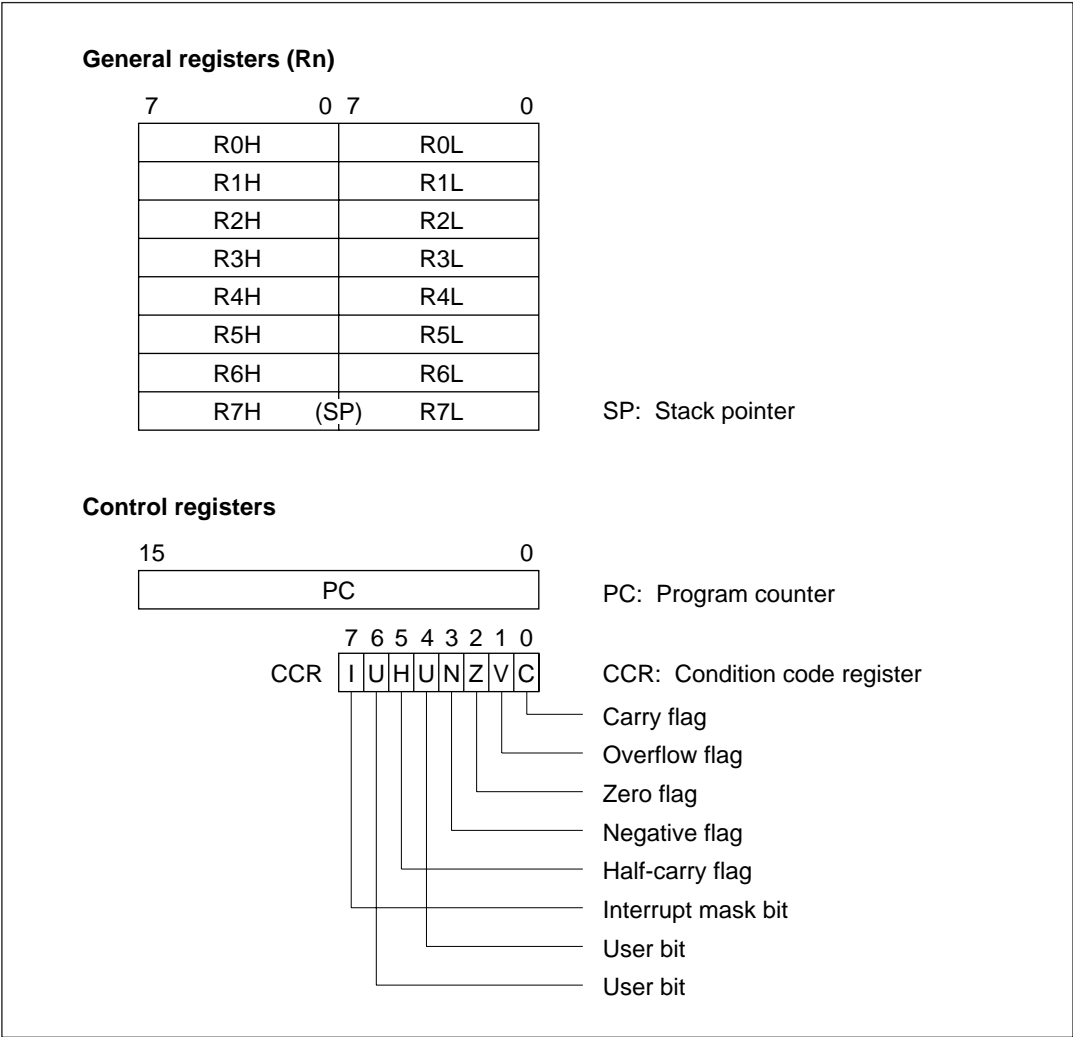 General registers (Rn)
7 0 7 0
R0H R0L
R1H R1L
R2H R2L
R3H R3L
R4H R4L
R5H R5L
R6H R6L
R7H (SP) R7L SP: Stack pointer
Control registers
15 0
PC PC: Program counter
7 6 5 4 3 2 1 0
CCR I U H U N Z V C CCR: Condition code register
Carry flag
Overflow flag
Zero flag
Negative flag
Half-carry flag
Interrupt mask bit
User bit
User bit